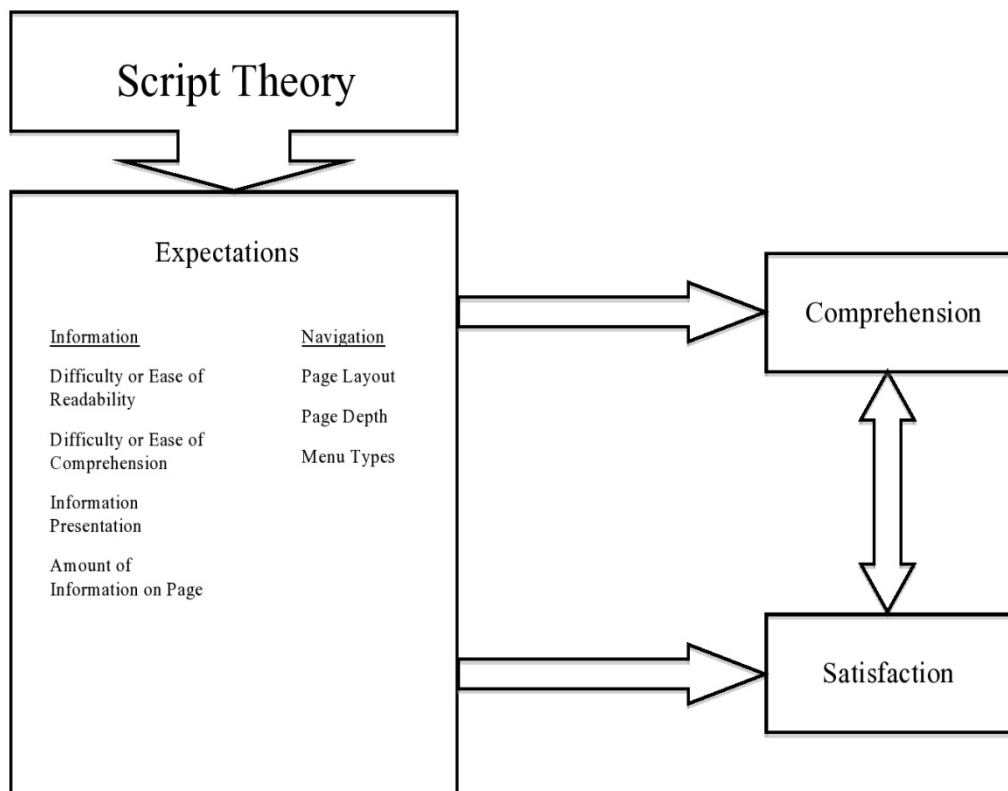 Script Theory
Expectations
Information
Difficulty or Ease of
Readability
Difficulty or Ease of
Comprehension
Information
Presentation
Amount of
Information on Page
Navigation
Page Layout
Page Depth
Menu Types
Comprehension
Satisfaction